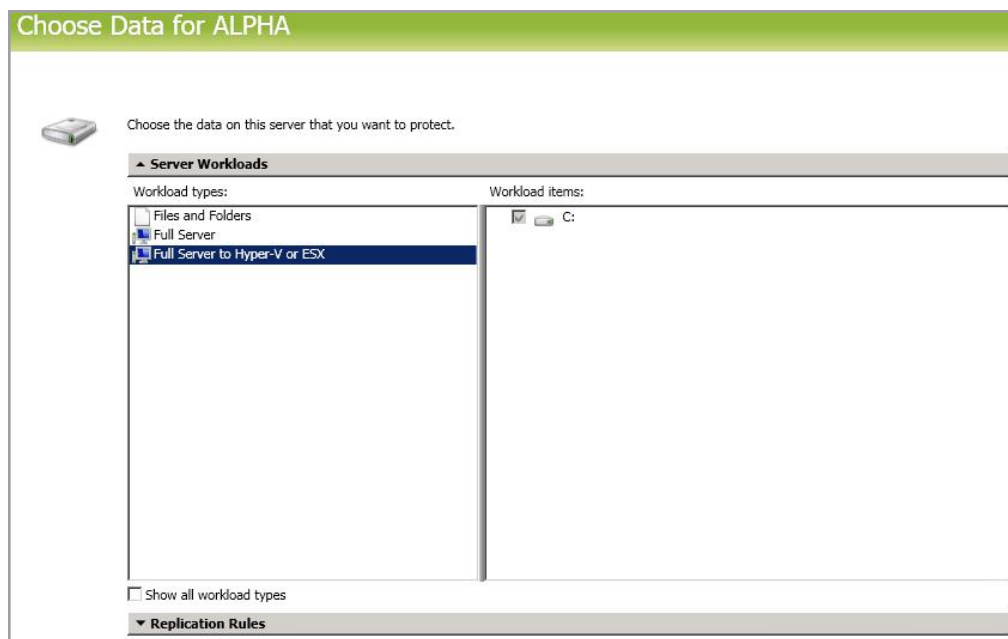 Choose Data for ALPHA
Choose the data on this server that you want to protect.
Server Workloads
Workload types:
Workload items:
Files and Folders
C:
Full Server
Full Server to Hyper-V or ESX
Show all workload types
Replication Rules